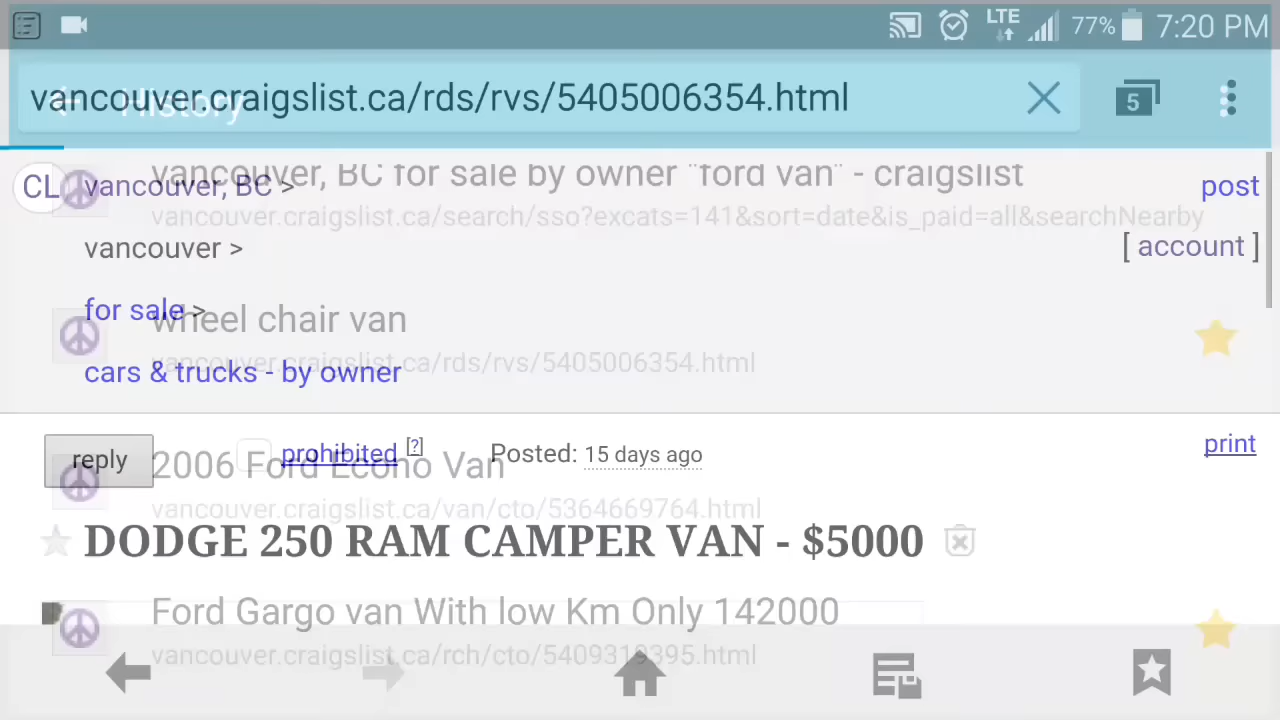 LTE 77% 7:20 PM
vancouver.craigslist.ca/rds/rvs/5405006354.html 5
History
vancouver, BC for sale by owner "ford van" - craigslist
CL vancouver, BC > post
vancouver.craigslist.ca/search/sso?excats=141&sort=date&is_paid=all&searchNearby
vancouver > [ account ]
for sale >
wheel chair van
vancouver.craigslist.ca/rds/rvs/5405006354.html
cars & trucks - by owner
reply prohibited [?] Posted: 15 days ago print
2006 Ford Econo Van
vancouver.craigslist.ca/van/cto/5364669764.html
DODGE 250 RAM CAMPER VAN - $5000
Ford Gargo van With low Km Only 142000
vancouver.craigslist.ca/rch/cto/5409319395.html